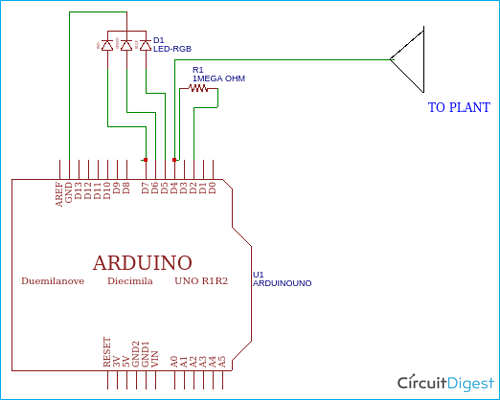 D1
LED-RGB
R1
1MEGA OHM
TO PLANT
AREF
GND
D13
D12
D11
D10
D9
D8
D7
D6
D5
D4
D3
D2
D1
D0
ARDUINO
Duemilanove Diecimila UNO R1R2
U1
ARDUINOUNO
RESET
3V
5V
GND2
GND1
VIN
A0
A1
A2
A3
A4
A5
CircuitDigest